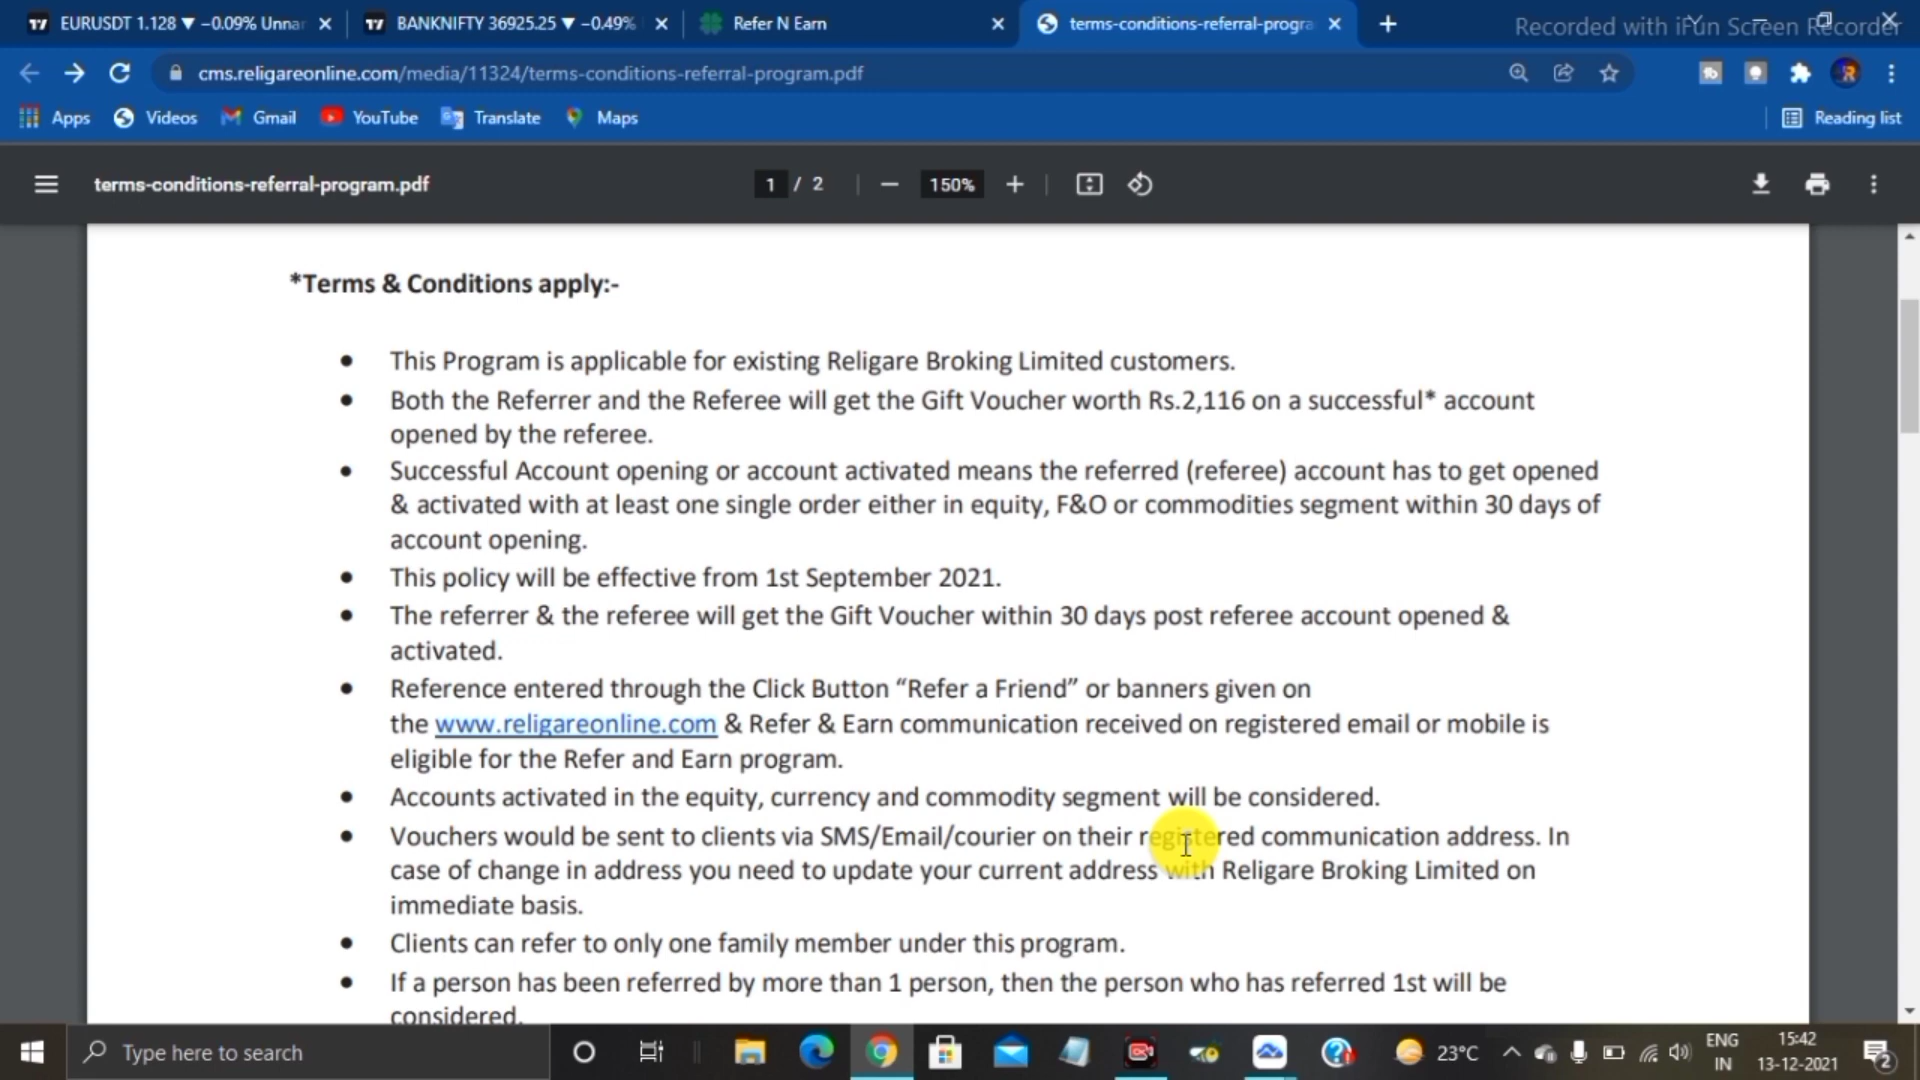 EURUSDT 1.128 ▼ −0.09% Unnar
BANKNIFTY 36925.25 ▼ −0.49%
Refer N Earn
terms-conditions-referral-progra
Recorded with iFun Screen Recorder
cms.religareonline.com/media/11324/terms-conditions-referral-program.pdf
Apps
Videos
Gmail
YouTube
Translate
Maps
Reading list
terms-conditions-referral-program.pdf
1 / 2
150%
*Terms & Conditions apply:-
• This Program is applicable for existing Religare Broking Limited customers.
• Both the Referrer and the Referee will get the Gift Voucher worth Rs.2,116 on a successful* account
opened by the referee.
• Successful Account opening or account activated means the referred (referee) account has to get opened
& activated with at least one single order either in equity, F&O or commodities segment within 30 days of
account opening.
• This policy will be effective from 1st September 2021.
• The referrer & the referee will get the Gift Voucher within 30 days post referee account opened &
activated.
• Reference entered through the Click Button “Refer a Friend” or banners given on
the www.religareonline.com & Refer & Earn communication received on registered email or mobile is
eligible for the Refer and Earn program.
• Accounts activated in the equity, currency and commodity segment will be considered.
• Vouchers would be sent to clients via SMS/Email/courier on their registered communication address. In
case of change in address you need to update your current address with Religare Broking Limited on
immediate basis.
• Clients can refer to only one family member under this program.
• If a person has been referred by more than 1 person, then the person who has referred 1st will be
considered.
Type here to search
23°C
ENG
IN
15:42
13-12-2021
2